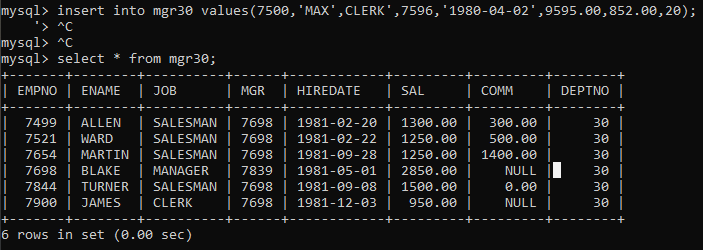 mysql> insert into mgr30 values(7500,'MAX',CLERK',7596,'1980-04-02',9595.00,852.00,20);
    '> ^C
mysql> ^C
mysql> select * from mgr30;
+-------+--------+----------+------+------------+---------+---------+--------+
| EMPNO | ENAME  | JOB      | MGR  | HIREDATE   | SAL     | COMM    | DEPTNO |
+-------+--------+----------+------+------------+---------+---------+--------+
|  7499 | ALLEN  | SALESMAN | 7698 | 1981-02-20 | 1300.00 |  300.00 |     30 |
|  7521 | WARD   | SALESMAN | 7698 | 1981-02-22 | 1250.00 |  500.00 |     30 |
|  7654 | MARTIN | SALESMAN | 7698 | 1981-09-28 | 1250.00 | 1400.00 |     30 |
|  7698 | BLAKE  | MANAGER  | 7839 | 1981-05-01 | 2850.00 |    NULL |     30 |
|  7844 | TURNER | SALESMAN | 7698 | 1981-09-08 | 1500.00 |    0.00 |     30 |
|  7900 | JAMES  | CLERK    | 7698 | 1981-12-03 |  950.00 |    NULL |     30 |
+-------+--------+----------+------+------------+---------+---------+--------+
6 rows in set (0.00 sec)